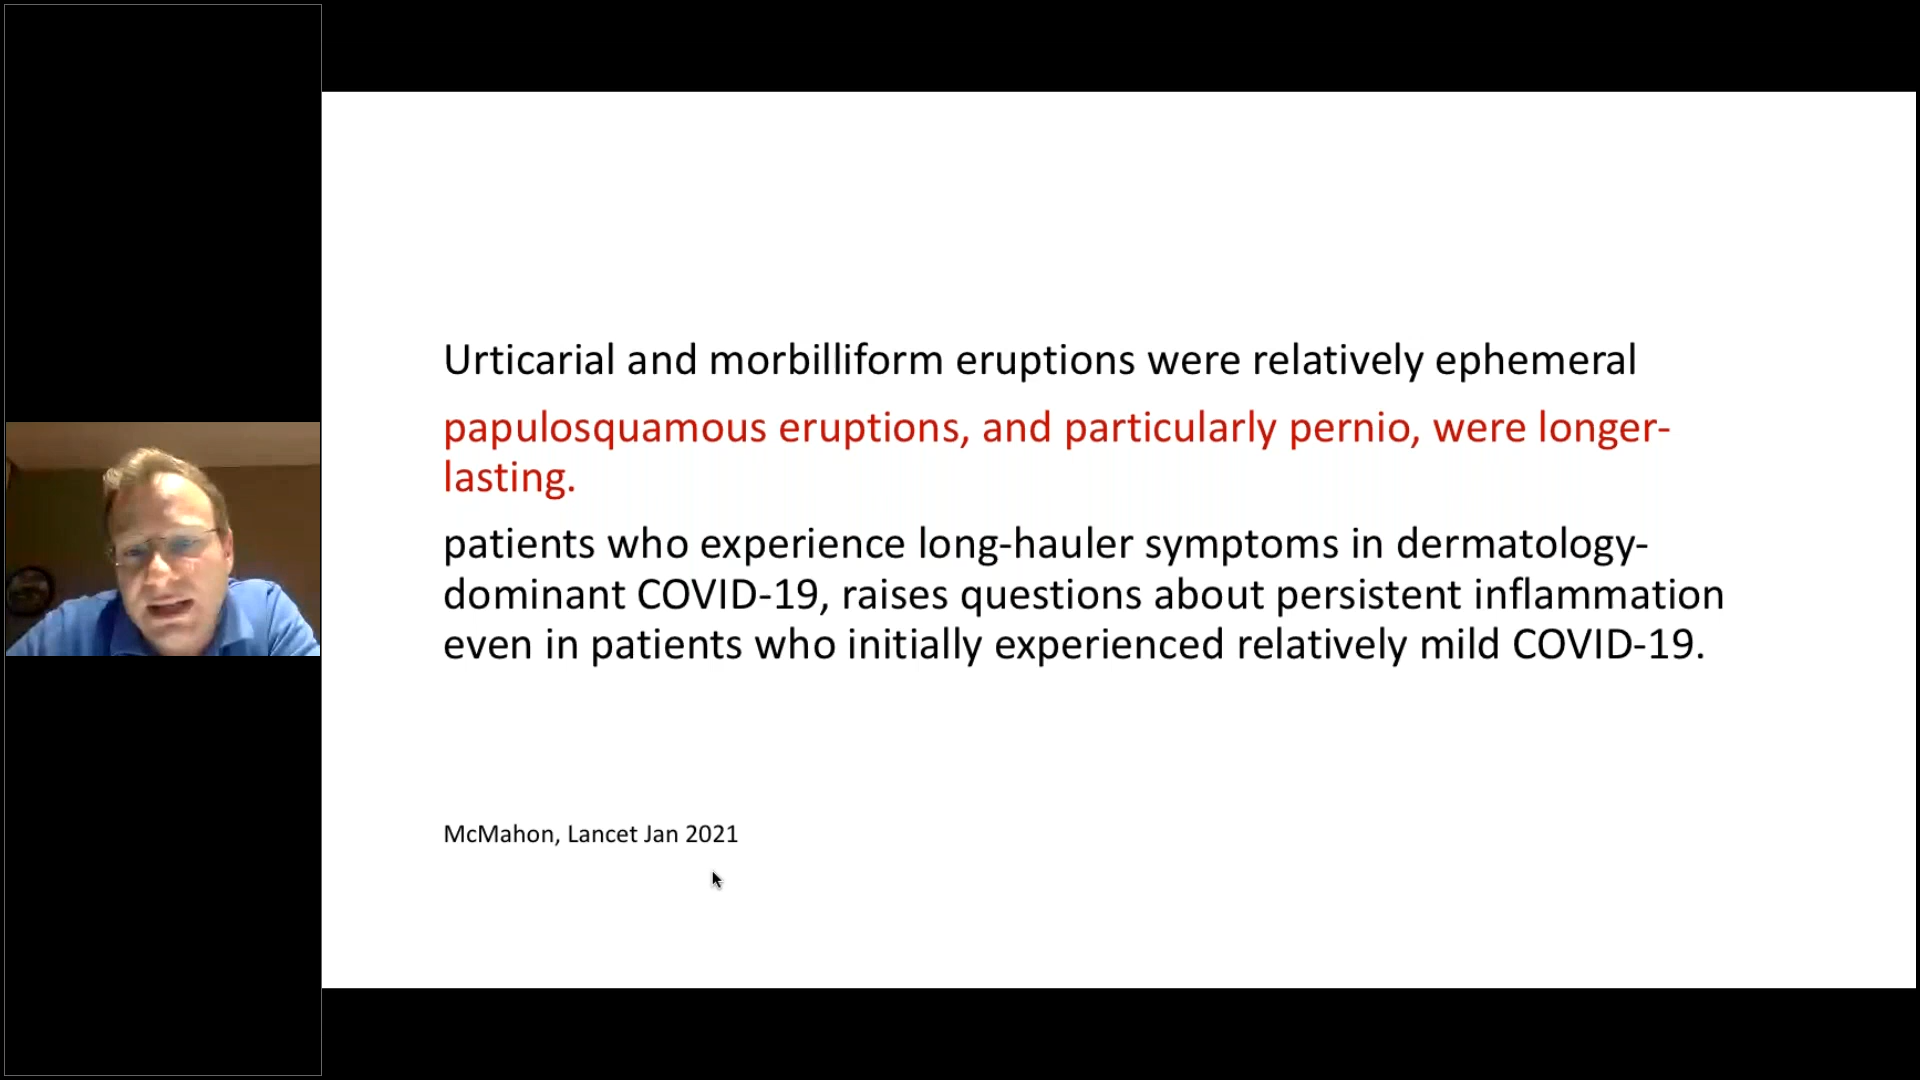 Urticarial and morbilliform eruptions were relatively ephemeral
papulosquamous eruptions, and particularly pernio, were longer-
lasting.
patients who experience long-hauler symptoms in dermatology-
dominant COVID-19, raises questions about persistent inflammation
even in patients who initially experienced relatively mild COVID-19.
McMahon, Lancet Jan 2021